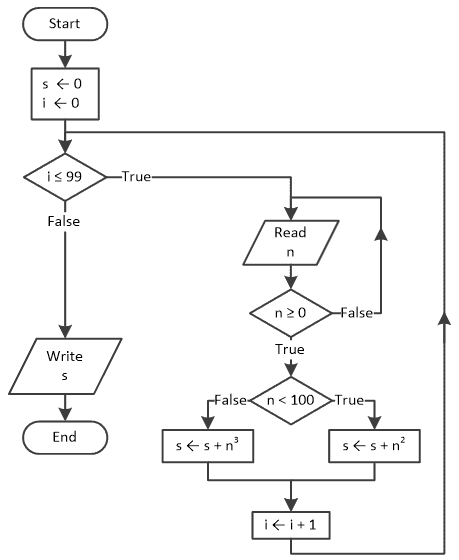 Start
s ← 0
i ← 0
i ≤ 99
True
False
Read
n
n ≥ 0
False
True
n < 100
False
True
s ← s + n³
s ← s + n²
i ← i + 1
Write
s
End